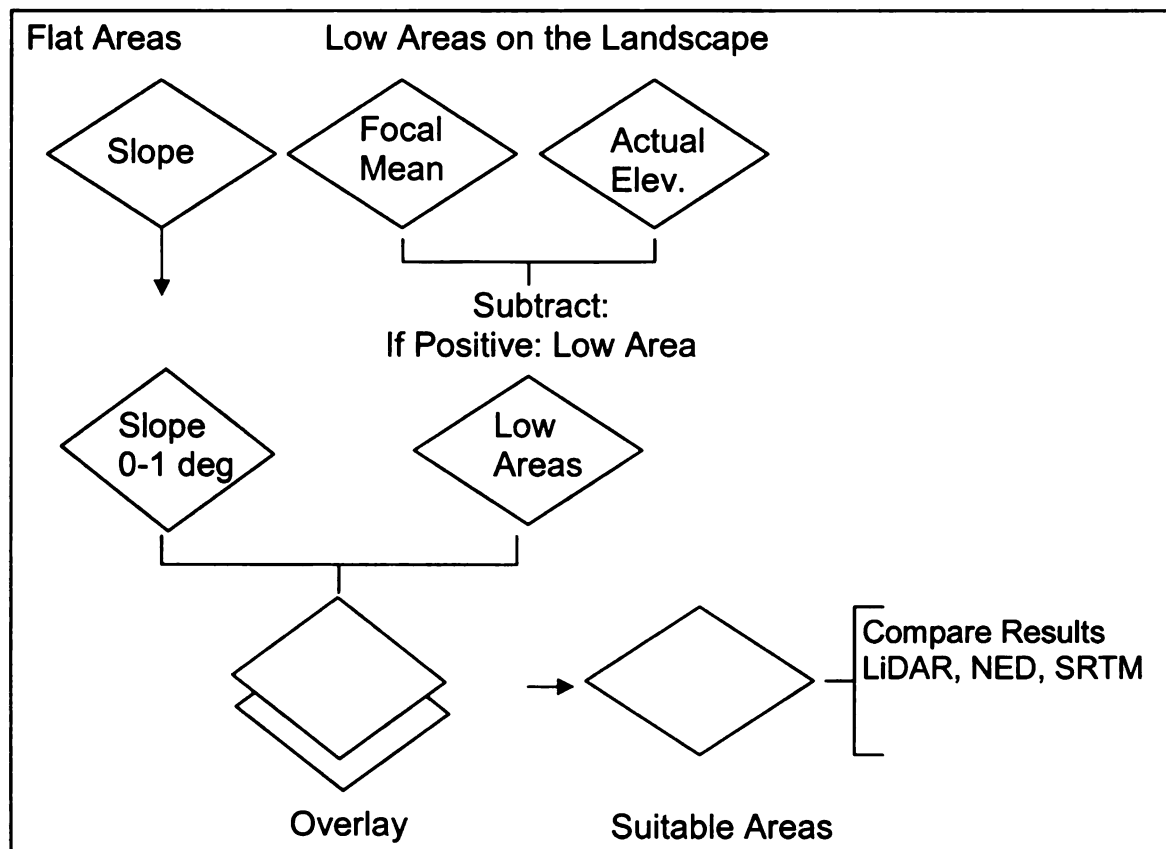 Flat Areas
Low Areas on the Landscape
Slope
Focal
Mean
Actual
Elev.
Subtract:
If Positive: Low Area
Slope
0-1 deg
Low
Areas
Compare Results
LiDAR, NED, SRTM
Overlay
Suitable Areas